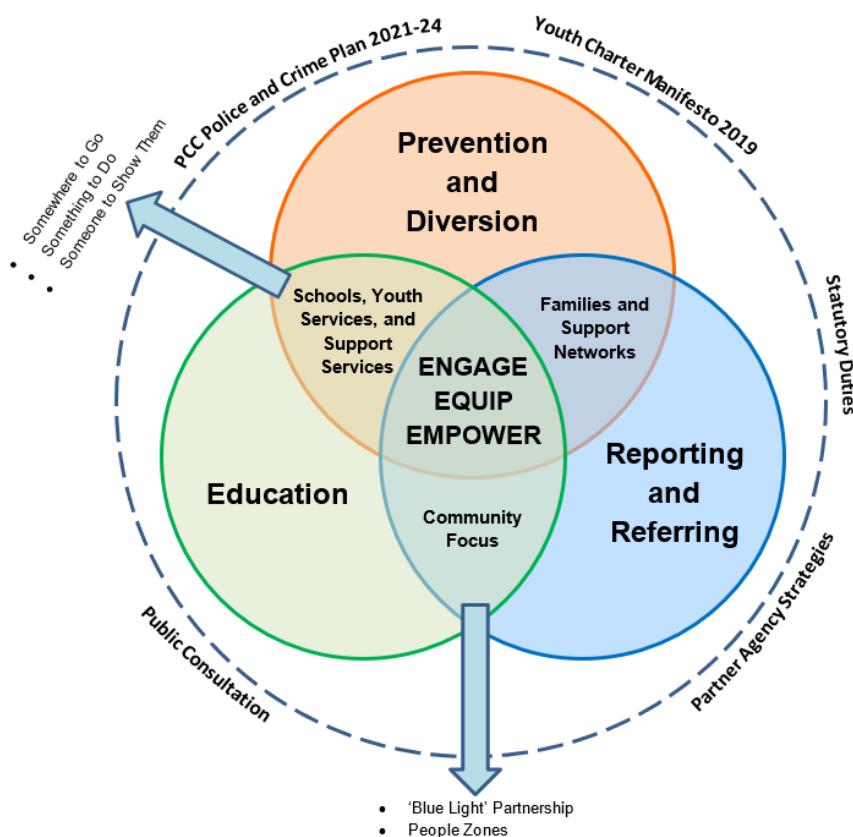 PCC Police and Crime Plan 2021-24
Youth Charter Manifesto 2019
• Somewhere to Go
• Something to Do
• Someone to Show Them
Prevention
and
Diversion
Statutory Duties
Schools, Youth
Services, and
Support
Services
Families and
Support
Networks
ENGAGE
EQUIP
EMPOWER
Education
Reporting
and
Referring
Community
Focus
Public Consultation
Partner Agency Strategies
• ‘Blue Light’ Partnership
• People Zones